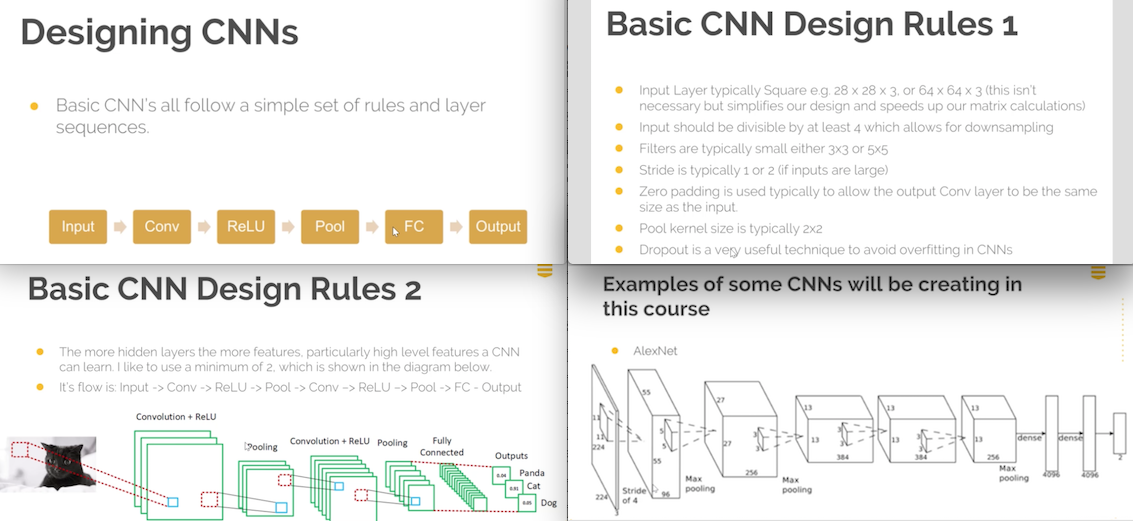 Designing CNNs
Basic CNN's all follow a simple set of rules and layer
sequences.
Input Conv ReLU Pool FC Output
Basic CNN Design Rules 1
Input Layer typically Square e.g. 28 x 28 x 3, or 64 x 64 x 3 (this isn't
necessary but simplifies our design and speeds up our matrix calculations)
Input should be divisible by at least 4 which allows for downsampling
Filters are typically small either 3x3 or 5x5
Stride is typically 1 or 2 (if inputs are large)
Zero padding is used typically to allow the output Conv layer to be the same
size as the input.
Pool kernel size is typically 2x2
Dropout is a very useful technique to avoid overfitting in CNNs
Basic CNN Design Rules 2
The more hidden layers the more features, particularly high level features a CNN
can learn. I like to use a minimum of 2, which is shown in the diagram below.
It's flow is: Input -> Conv -> ReLU -> Pool -> Conv –> ReLU –> Pool -> FC - Output
Convolution + ReLU
Pooling
Convolution + ReLU
Pooling
Fully
Connected
Outputs
Panda
Cat
Dog
0.04
0.91
0.05
Examples of some CNNs will be creating in
this course
AlexNet
11
11
224
224
3
Stride
of 4
55
55
5
5
96
Max
pooling
27
27
3
3
256
Max
pooling
13
13
3
3
384
13
13
3
3
384
13
13
256
Max
pooling
dense
4096
dense
4096
2